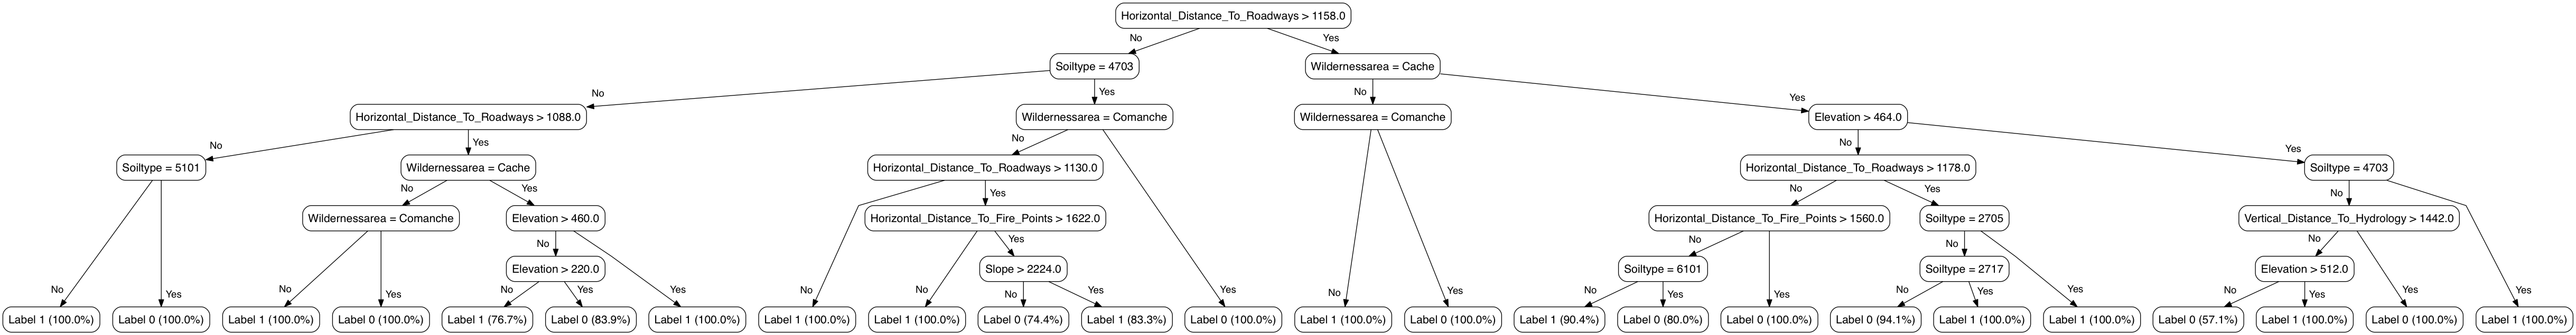 Horizontal_Distance_To_Roadways > 1158.0
No
Yes
Soiltype = 4703
Wildernessarea = Cache
No
Yes
No
Yes
Horizontal_Distance_To_Roadways > 1088.0
Wildernessarea = Comanche
Wildernessarea = Comanche
Elevation > 464.0
No
Yes
No
No
Yes
Soiltype = 5101
Wildernessarea = Cache
Horizontal_Distance_To_Roadways > 1130.0
Horizontal_Distance_To_Roadways > 1178.0
Soiltype = 4703
No
Yes
Yes
No
Yes
No
Wildernessarea = Comanche
Elevation > 460.0
Horizontal_Distance_To_Fire_Points > 1622.0
Horizontal_Distance_To_Fire_Points > 1560.0
Soiltype = 2705
Vertical_Distance_To_Hydrology > 1442.0
No
Yes
No
No
No
Elevation > 220.0
Slope > 2224.0
Soiltype = 6101
Soiltype = 2717
Elevation > 512.0
No
Yes
No
Yes
No
Yes
Yes
No
No
No
Yes
Yes
No
Yes
No
Yes
Yes
No
Yes
Yes
No
Yes
Yes
Yes
Label 1 (100.0%)
Label 0 (100.0%)
Label 1 (100.0%)
Label 0 (100.0%)
Label 1 (76.7%)
Label 0 (83.9%)
Label 1 (100.0%)
Label 1 (100.0%)
Label 1 (100.0%)
Label 0 (74.4%)
Label 1 (83.3%)
Label 0 (100.0%)
Label 1 (100.0%)
Label 0 (100.0%)
Label 1 (90.4%)
Label 0 (80.0%)
Label 0 (100.0%)
Label 0 (94.1%)
Label 1 (100.0%)
Label 1 (100.0%)
Label 0 (57.1%)
Label 1 (100.0%)
Label 0 (100.0%)
Label 1 (100.0%)